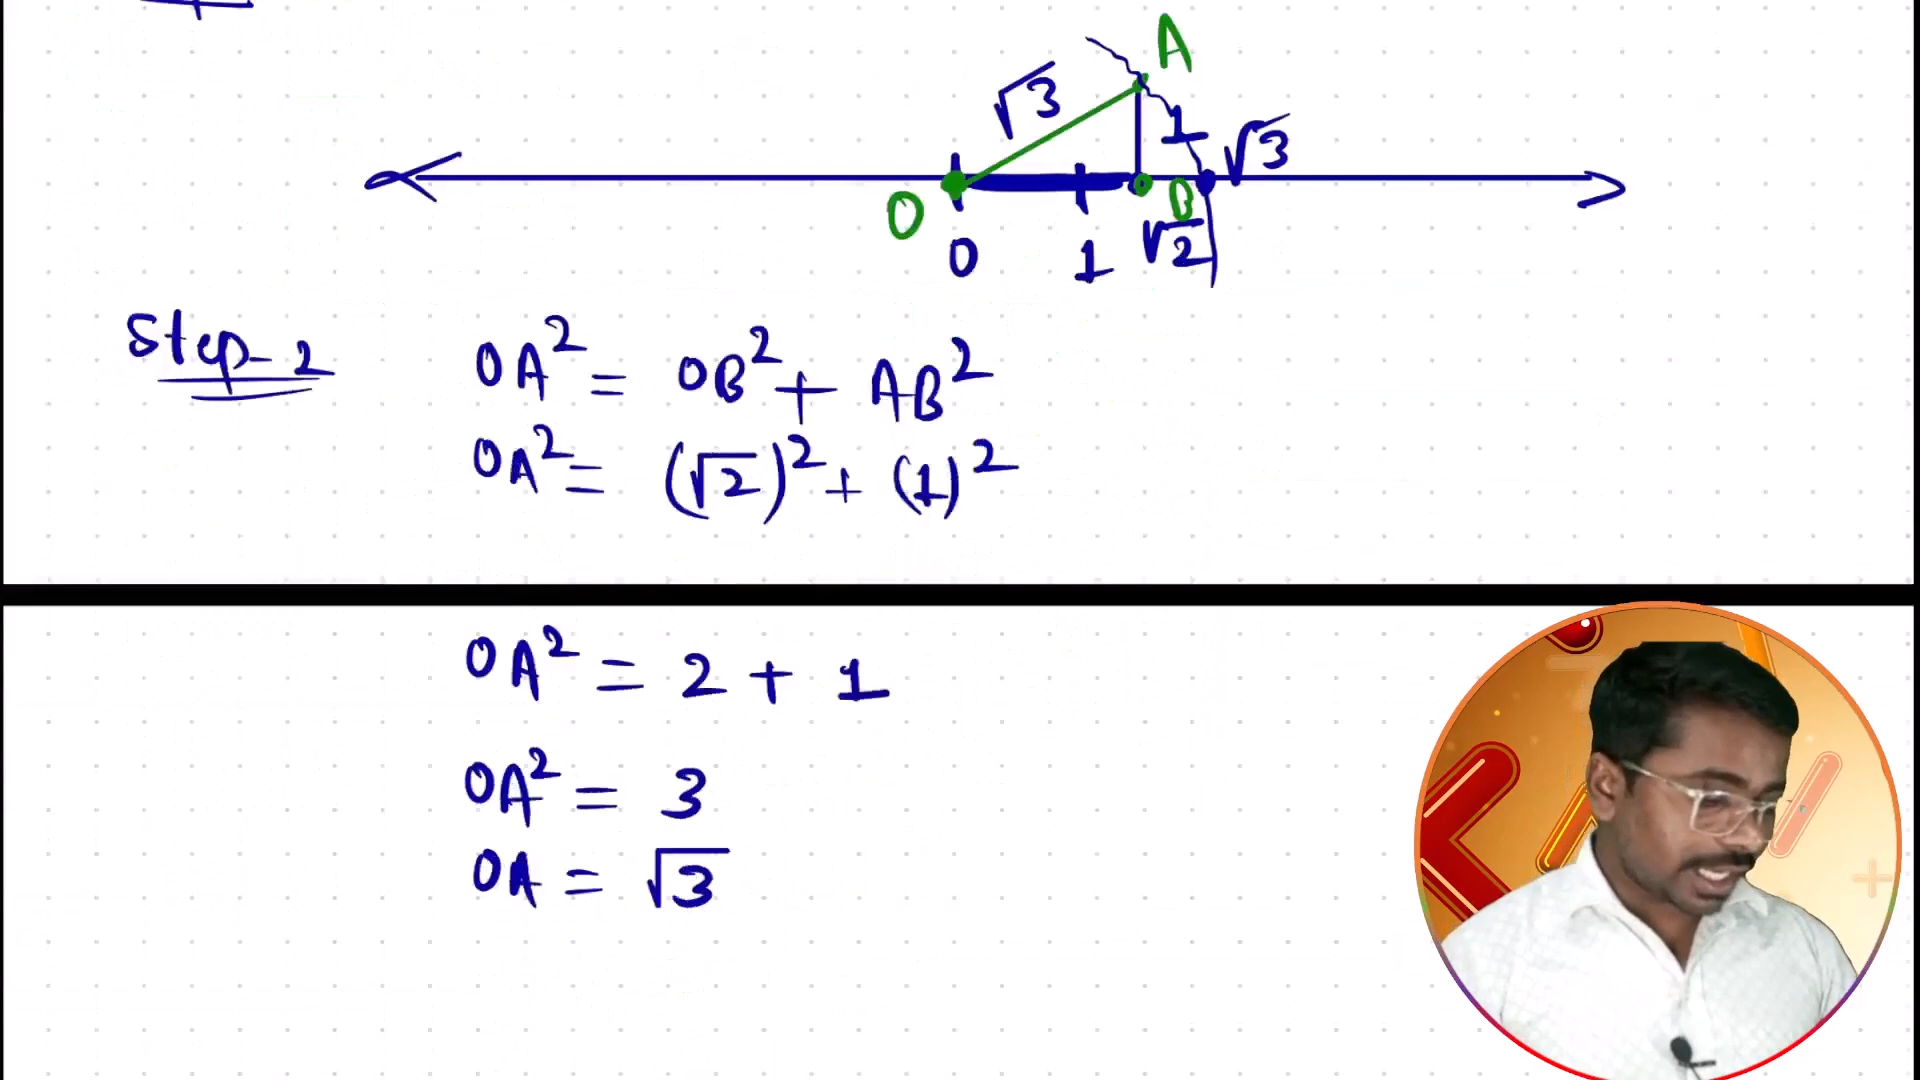 A
√3
1
√3
O
B
0
1
√2
Step-2
OA² = OB² + AB²
OA² = (√2)² + (1)²
OA² = 2 + 1
OA² = 3
OA = √3